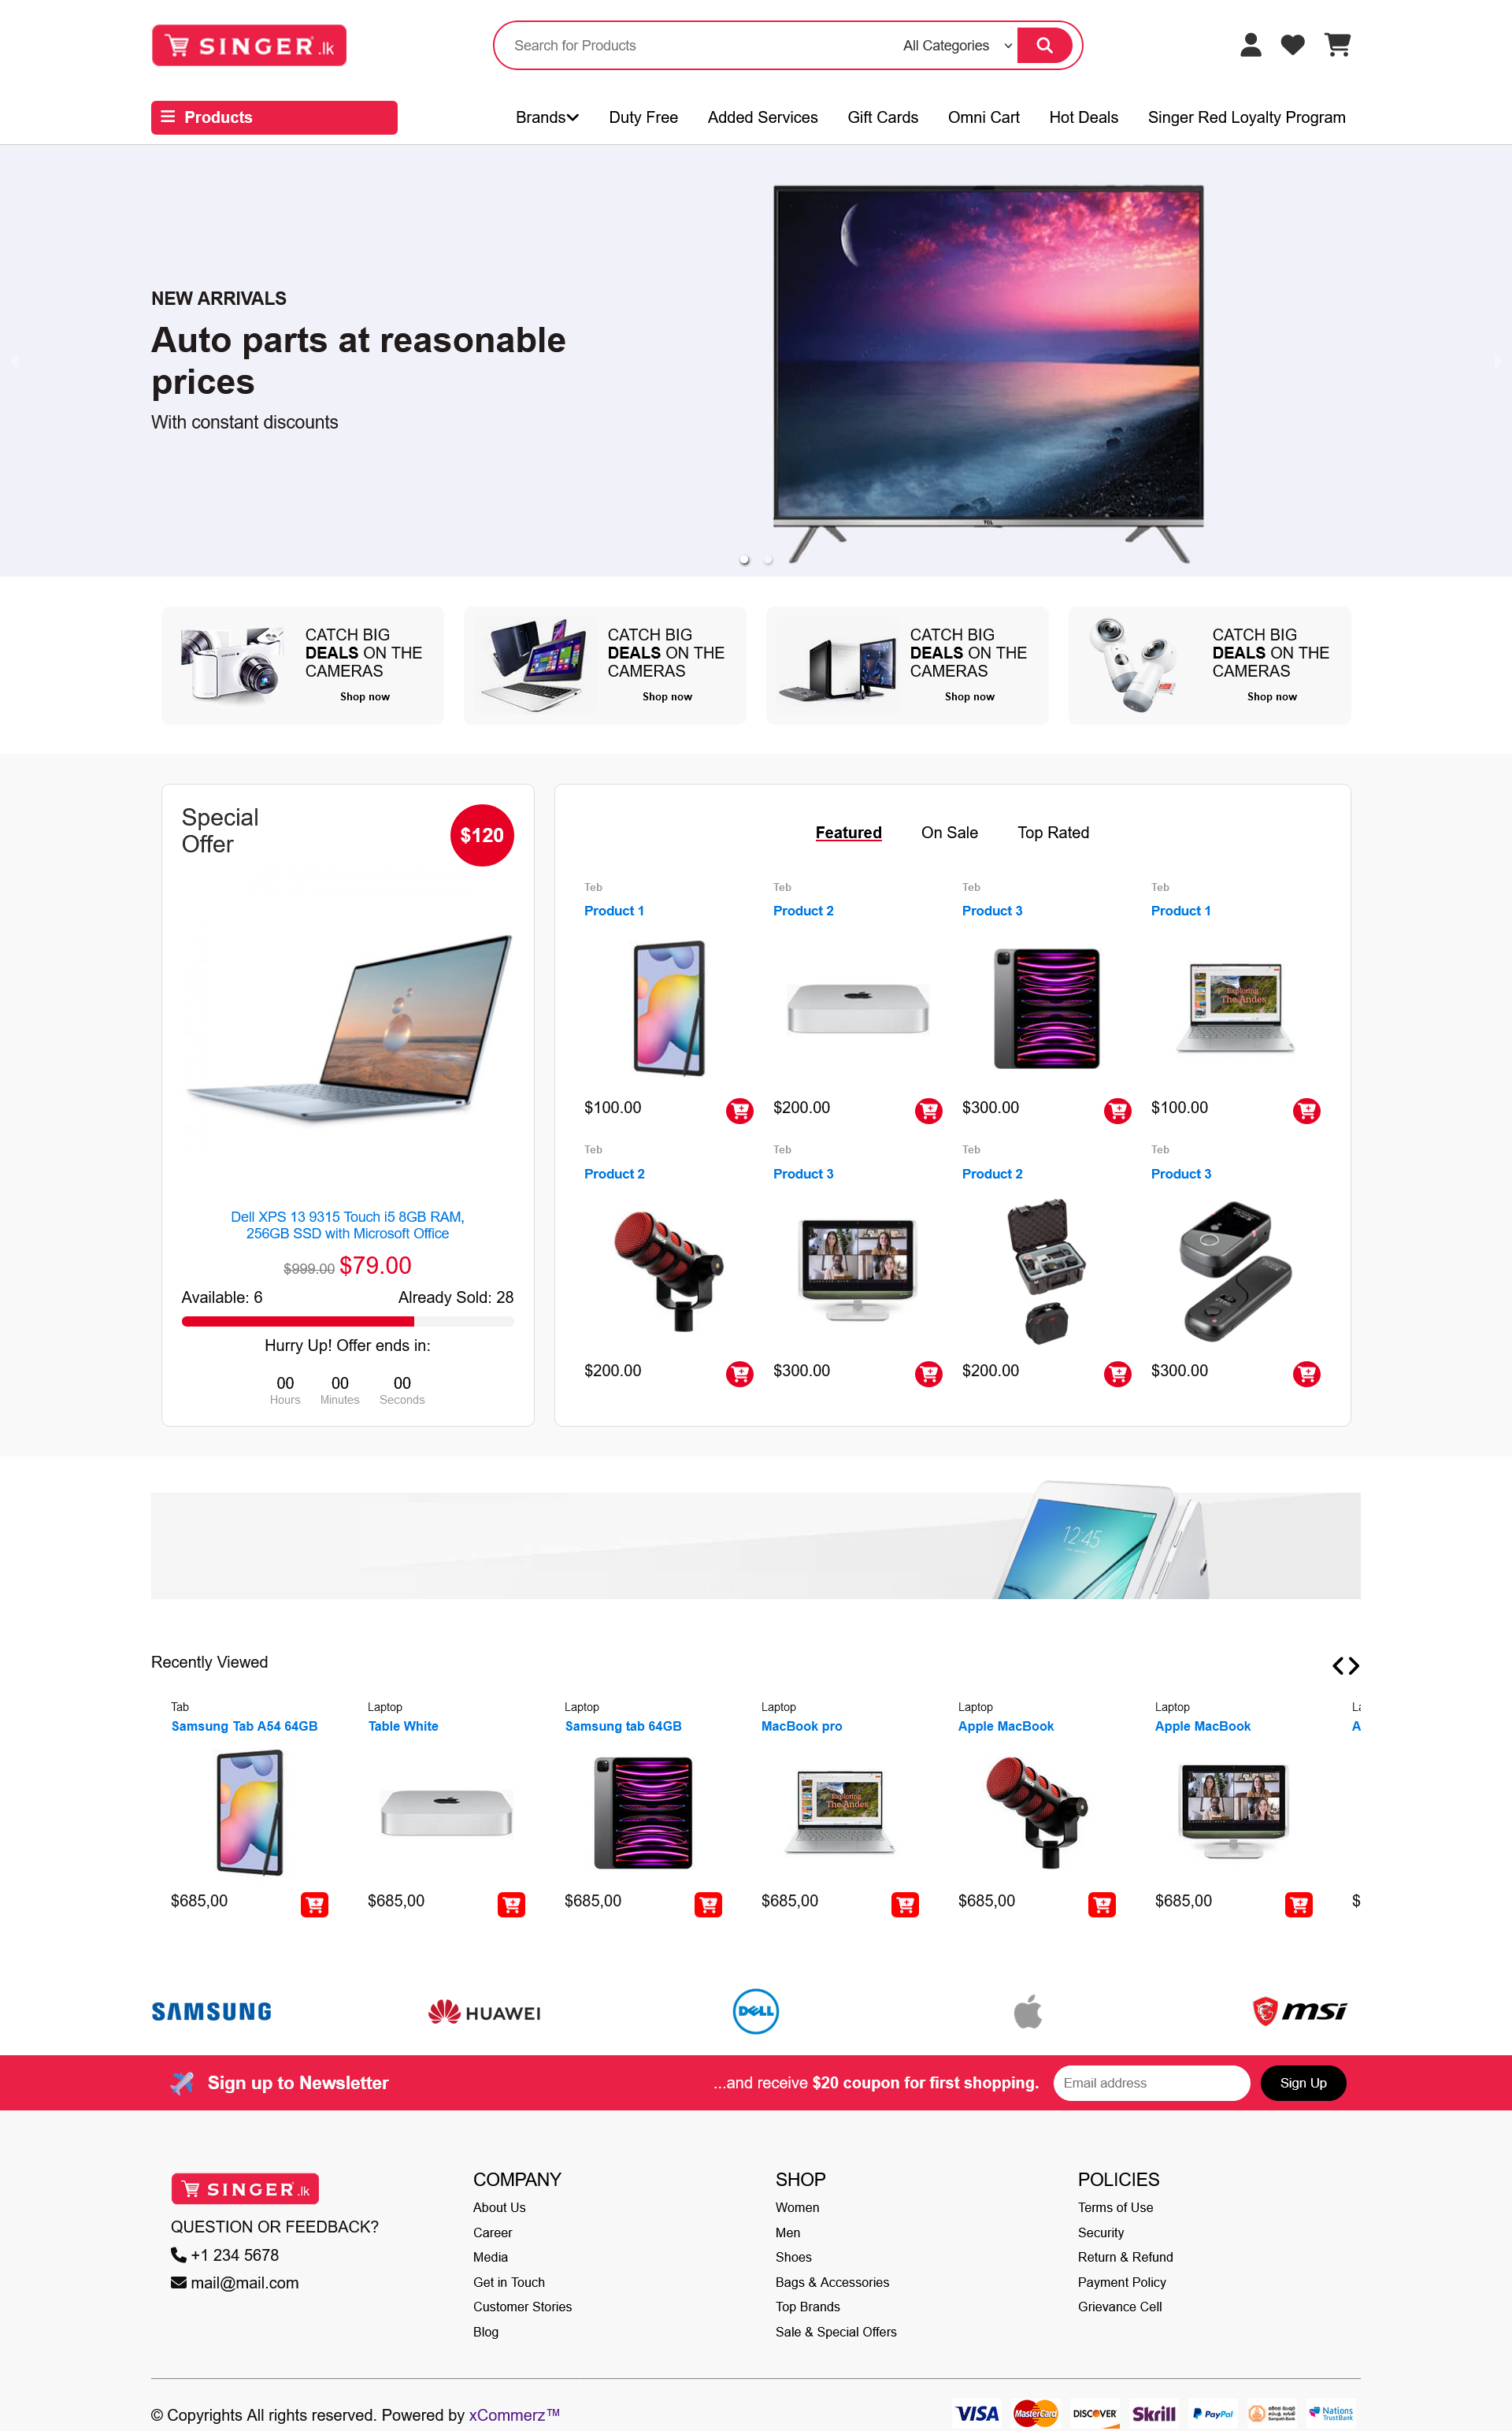 SINGER.lk
Search for Products
All Categories
Products
Brands
Duty Free
Added Services
Gift Cards
Omni Cart
Hot Deals
Singer Red Loyalty Program
NEW ARRIVALS
Auto parts at reasonable
prices
With constant discounts
TCL
CATCH BIG
DEALS ON THE
CAMERAS
Shop now
CATCH BIG
DEALS ON THE
CAMERAS
Shop now
CATCH BIG
DEALS ON THE
CAMERAS
Shop now
CATCH BIG
DEALS ON THE
CAMERAS
Shop now
Special
Offer
$120
Dell XPS 13 9315 Touch i5 8GB RAM,
256GB SSD with Microsoft Office
$999.00 $79.00
Available: 6
Already Sold: 28
Hurry Up! Offer ends in:
00 00 00
Hours Minutes Seconds
Featured
On Sale
Top Rated
Teb Teb Teb Teb
Product 1 Product 2 Product 3 Product 1
Exploring
The Andes
$100.00 $200.00 $300.00 $100.00
Teb Teb Teb Teb
Product 2 Product 3 Product 2 Product 3
$200.00 $300.00 $200.00 $300.00
12:45
Recently Viewed
Tab Laptop Laptop Laptop Laptop Laptop
Samsung Tab A54 64GB Table White Samsung tab 64GB MacBook pro Apple MacBook Apple MacBook A
Exploring
The Andes
$685,00 $685,00 $685,00 $685,00 $685,00 $685,00 $
SAMSUNG
HUAWEI
DELL
msi
Sign up to Newsletter
...and receive $20 coupon for first shopping.
Email address
Sign Up
SINGER.lk
QUESTION OR FEEDBACK?
+1 234 5678
mail@mail.com
COMPANY
About Us
Career
Media
Get in Touch
Customer Stories
Blog
SHOP
Women
Men
Shoes
Bags & Accessories
Top Brands
Sale & Special Offers
POLICIES
Terms of Use
Security
Return & Refund
Payment Policy
Grievance Cell
© Copyrights All rights reserved. Powered by xCommerz™
VISA
MasterCard
DISCOVER
Skrill
PayPal
Nations
TrustBank